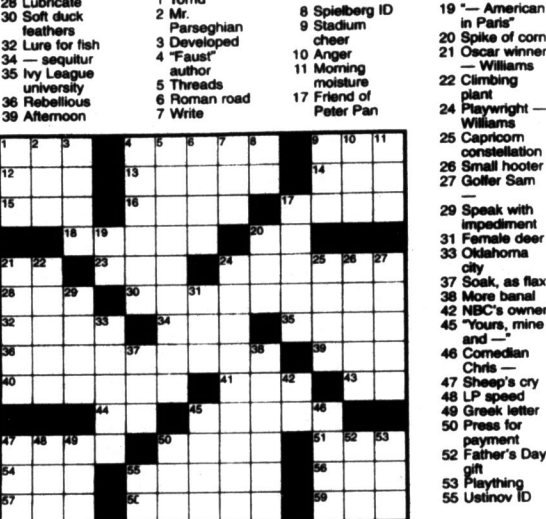 28 Lubricate
30 Soft duck
feathers
32 Lure for fish
34 — sequitur
35 Ivy League
university
36 Rebellious
39 Afternoon
2 Mr.
Parseghian
3 Developed
4 "Faust"
author
5 Threads
6 Roman road
7 Write
8 Spielberg ID
9 Stadium
cheer
10 Anger
11 Morning
moisture
17 Friend of
Peter Pan
19 "— American
in Paris"
20 Spike of corn
21 Oscar winner
— Williams
22 Climbing
plant
24 Playwright —
Williams
25 Capricorn
constellation
26 Small hooter
27 Golfer Sam
—
29 Speak with
impediment
31 Female deer
33 Oklahoma
city
37 Soak, as flax
38 More banal
42 NBC's owner
45 "Yours, mine
and —"
46 Comedian
Chris —
47 Sheep's cry
48 LP speed
49 Greek letter
50 Press for
payment
52 Father's Day
gift
53 Plaything
55 Ustinov ID
1 2 3 4 5 6 7 8 9 10 11
12 13 14
15 16 17
18 19 20
21 22 23 24 25 26 27
28 29 30 31
32 33 34 35
36 37 38 39
40 41 42 43
44 45 46
47 48 49 50 51 52 53
54 55 56
57 59